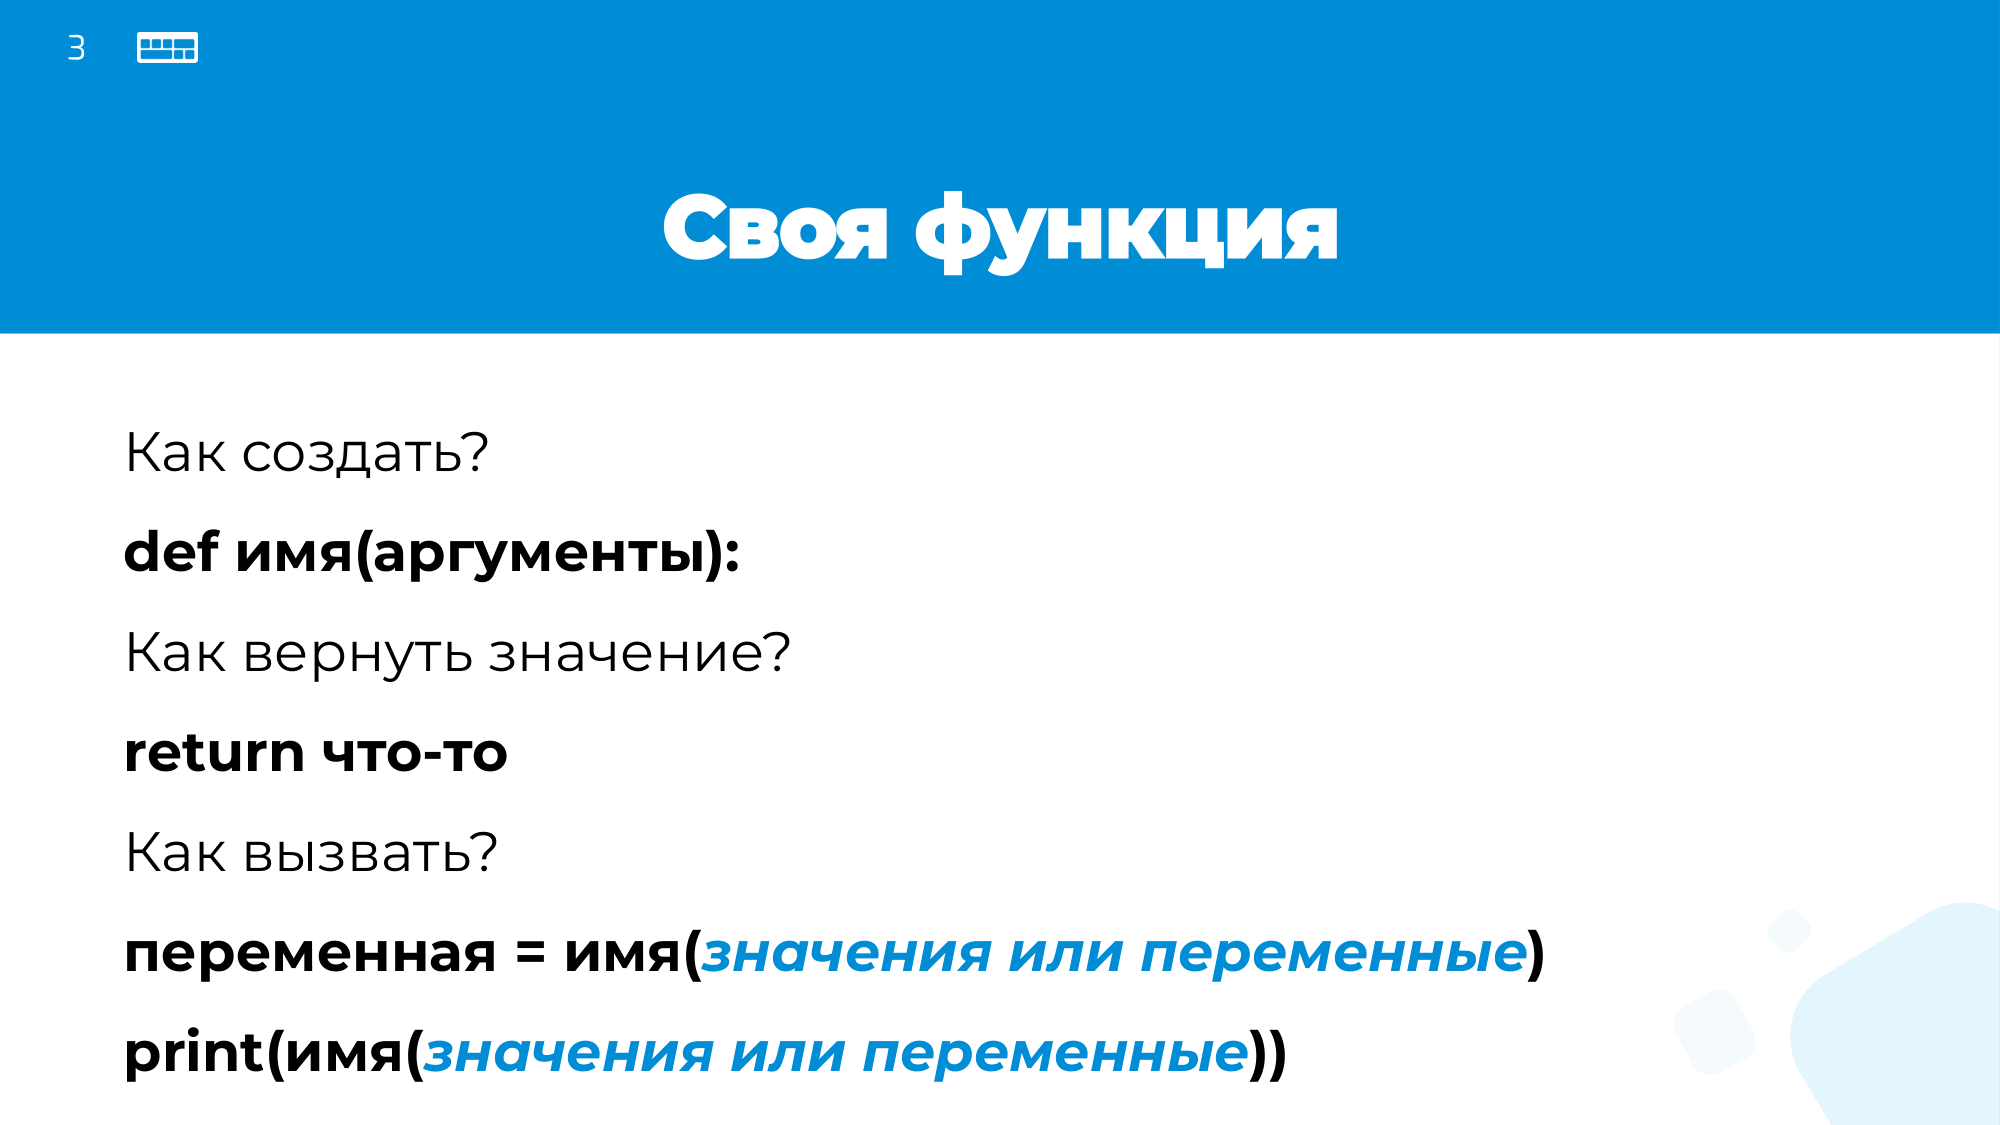 3
Своя функция
Как создать?
def имя(аргументы):
Как вернуть значение?
return что-то
Как вызвать?
переменная = имя(значения или переменные)
print(имя(значения или переменные))